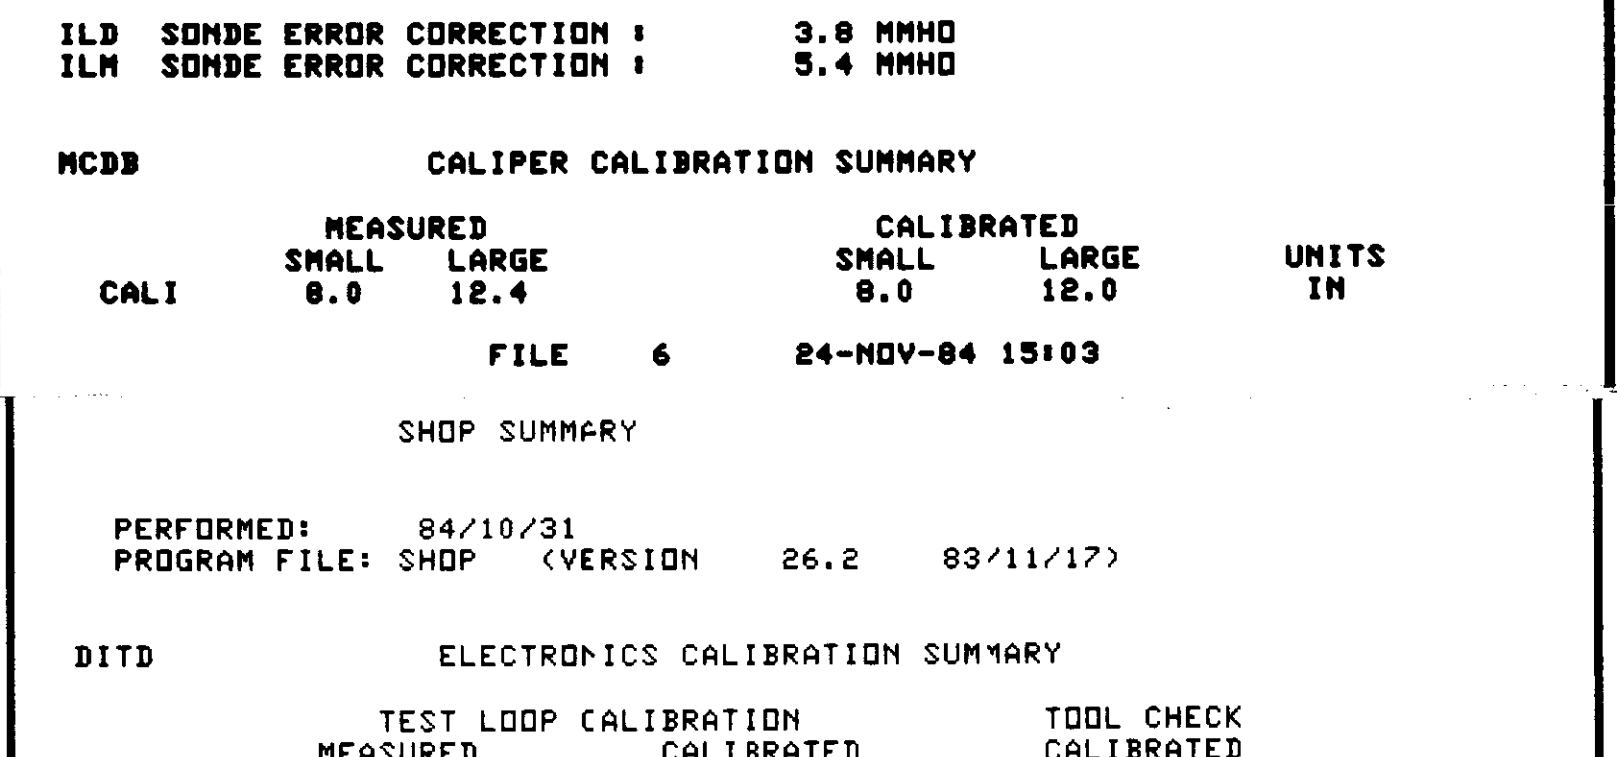 ILD SONDE ERROR CORRECTION : 3.8 MMHO
ILM SONDE ERROR CORRECTION : 5.4 MMHO
MCDB CALIPER CALIBRATION SUMMARY
MEASURED CALIBRATED
SMALL LARGE SMALL LARGE UNITS
CALI 8.0 12.4 8.0 12.0 IN
FILE 6 24-NOV-84 15:03
SHOP SUMMARY
PERFORMED: 84/10/31
PROGRAM FILE: SHOP (VERSION 26.2 83/11/17)
DITD ELECTRONICS CALIBRATION SUMMARY
TEST LOOP CALIBRATION TOOL CHECK
MEASURED CALIBRATED CALIBRATED